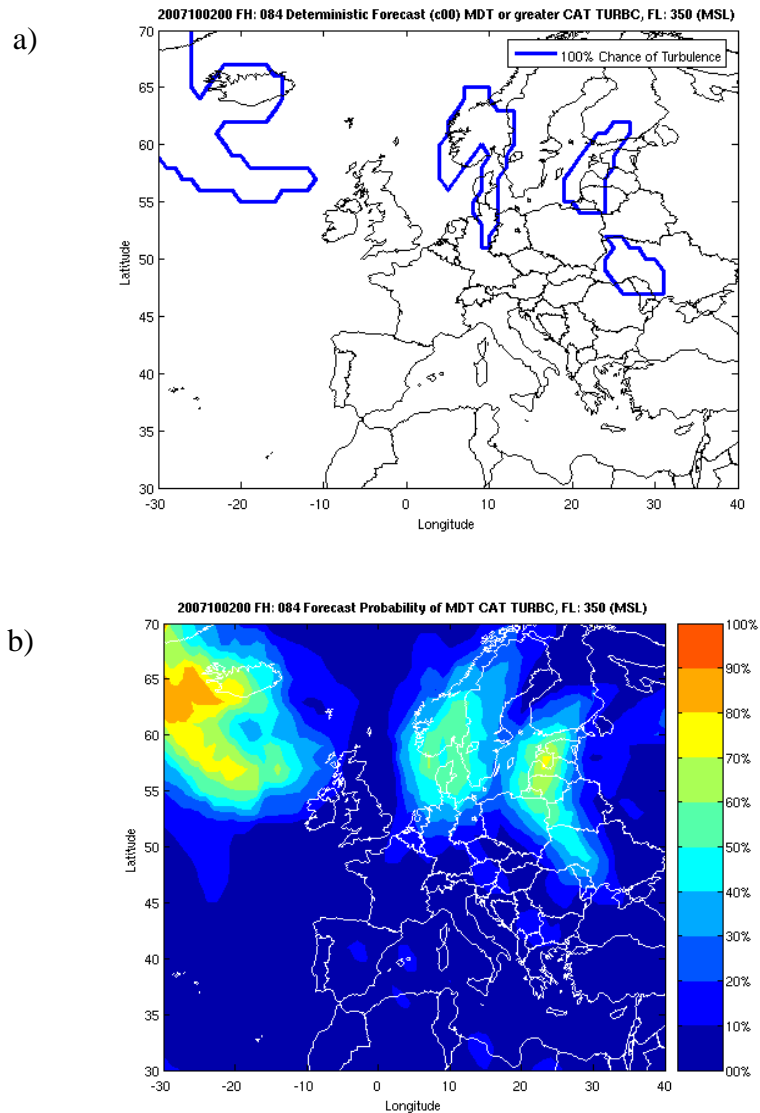 a)
2007100200 FH: 084 Deterministic Forecast (c00) MDT or greater CAT TURBC, FL: 350 (MSL)
100% Chance of Turbulence
70
65
60
55
50
45
40
35
30
Latitude
-30 -20 -10 0 10 20 30 40
Longitude
b)
2007100200 FH: 084 Forecast Probability of MDT CAT TURBC, FL: 350 (MSL)
70
65
60
55
50
45
40
35
30
Latitude
-30 -20 -10 0 10 20 30 40
Longitude
100%
90%
80%
70%
60%
50%
40%
30%
20%
10%
00%